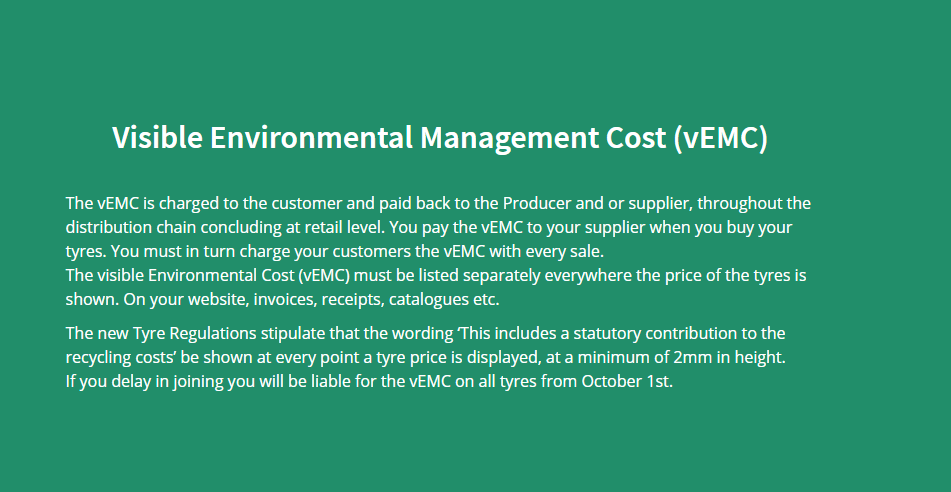 Visible Environmental Management Cost (vEMC)
The vEMC is charged to the customer and paid back to the Producer and or supplier, throughout the
distribution chain concluding at retail level. You pay the vEMC to your supplier when you buy your
tyres. You must in turn charge your customers the vEMC with every sale.
The visible Environmental Cost (vEMC) must be listed separately everywhere the price of the tyres is
shown. On your website, invoices, receipts, catalogues etc.
The new Tyre Regulations stipulate that the wording ‘This includes a statutory contribution to the
recycling costs’ be shown at every point a tyre price is displayed, at a minimum of 2mm in height.
If you delay in joining you will be liable for the vEMC on all tyres from October 1st.